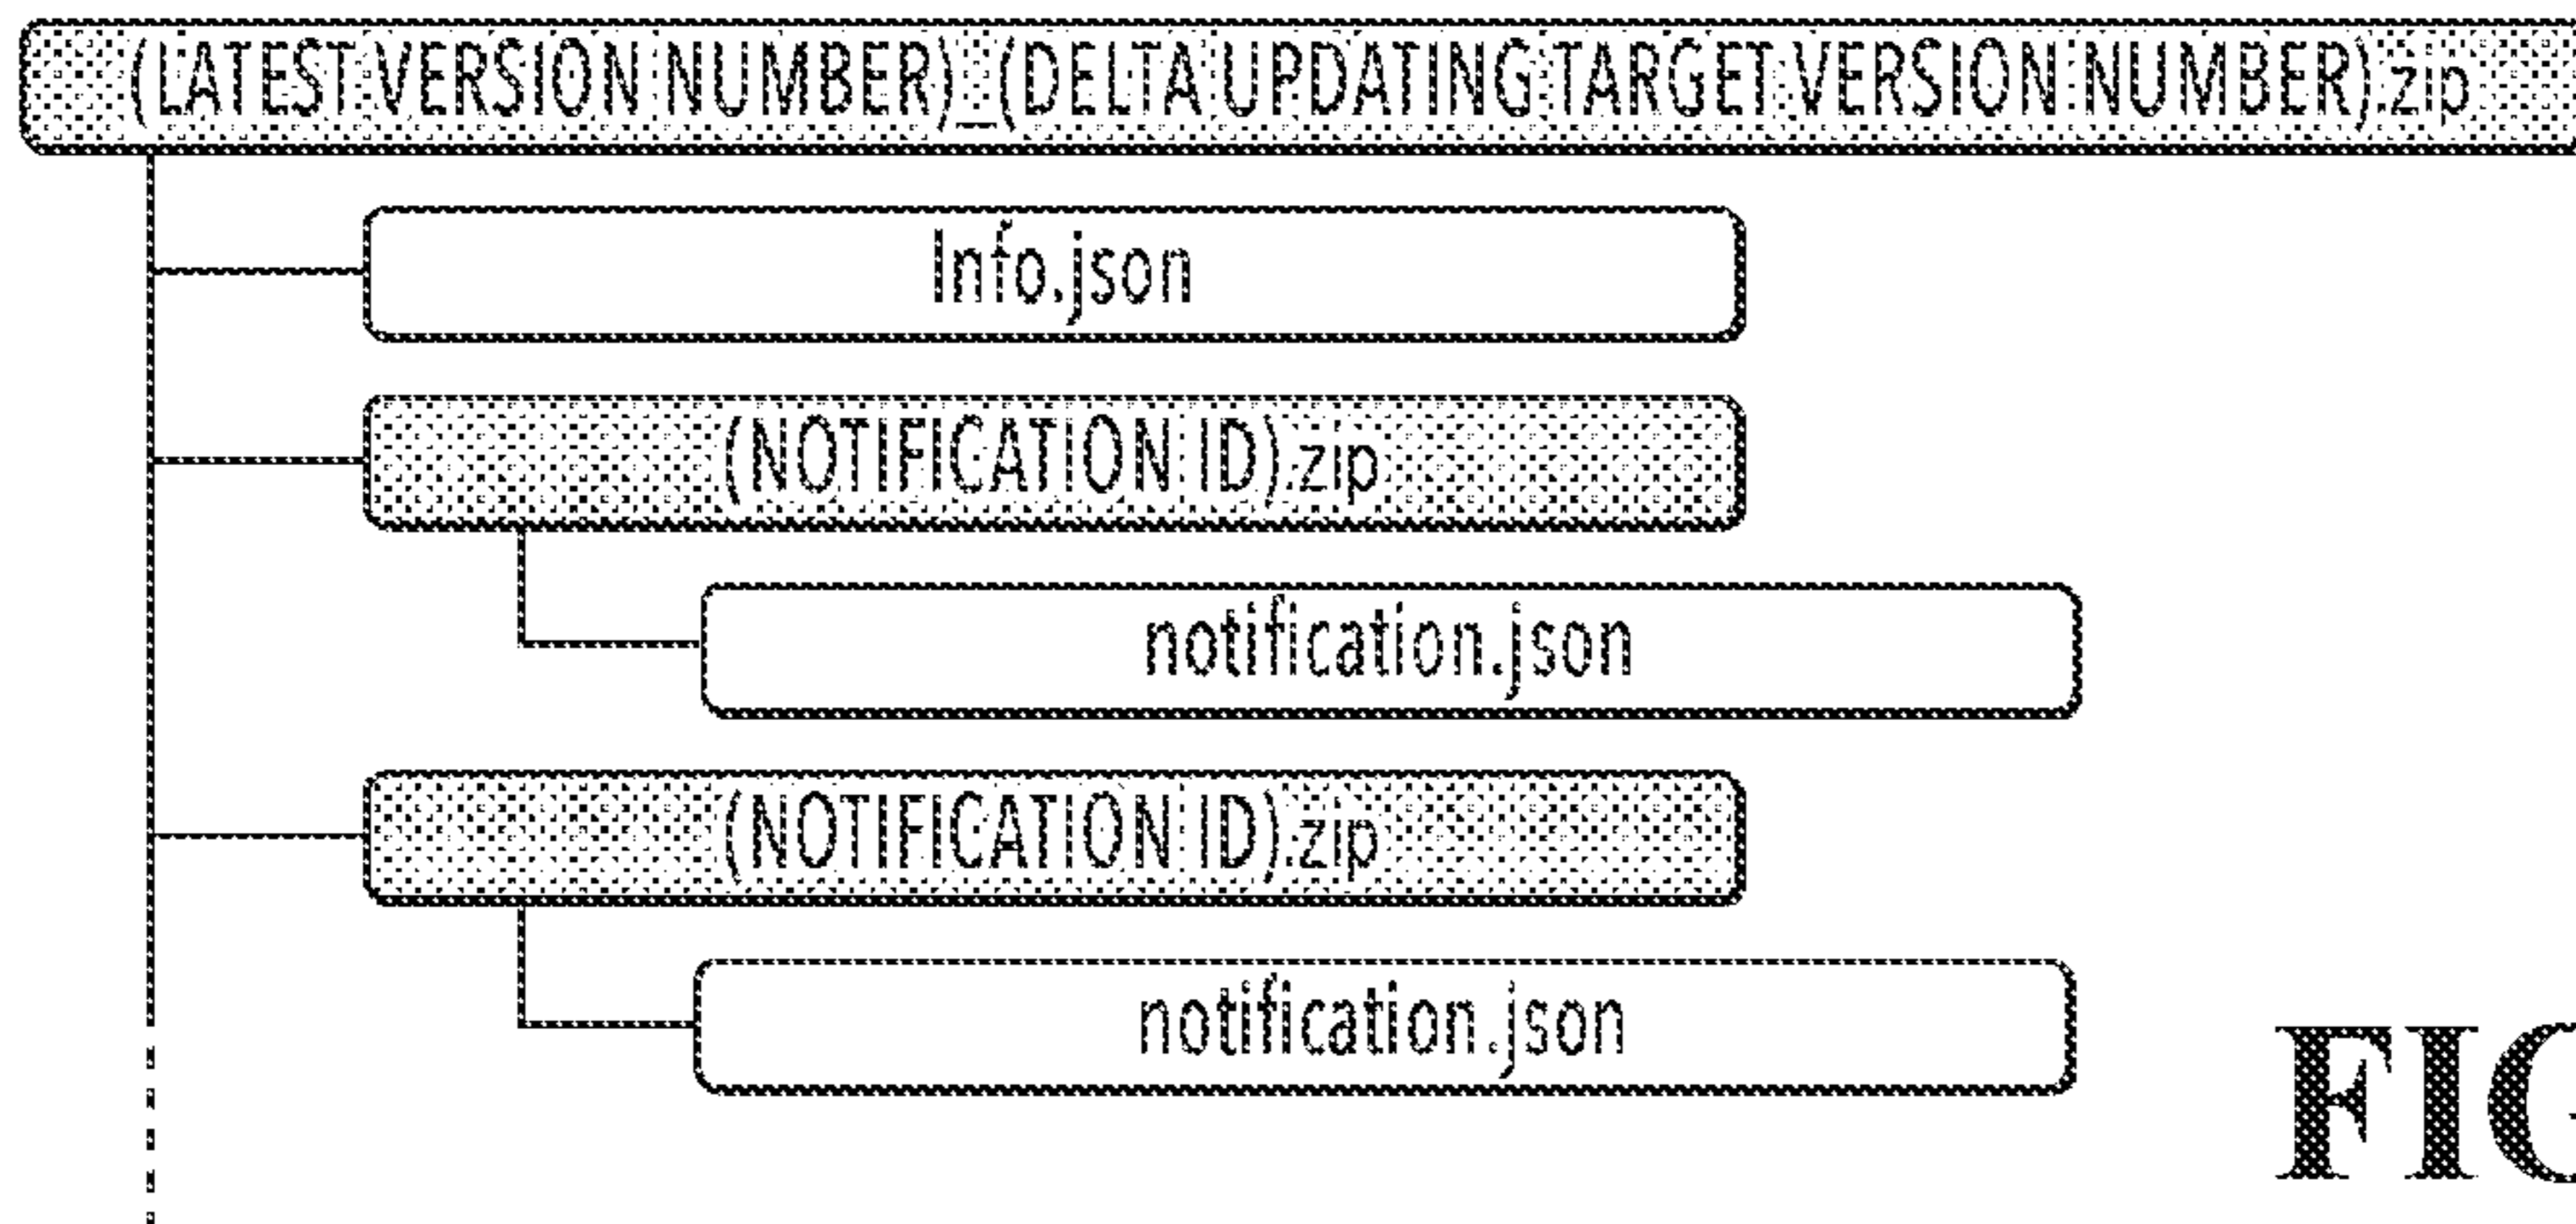 (LATEST VERSION NUMBER)_(DELTA UPDATING TARGET VERSION NUMBER).zip
Info.json
(NOTIFICATION ID).zip
notification.json
(NOTIFICATION ID).zip
notification.json
FIG